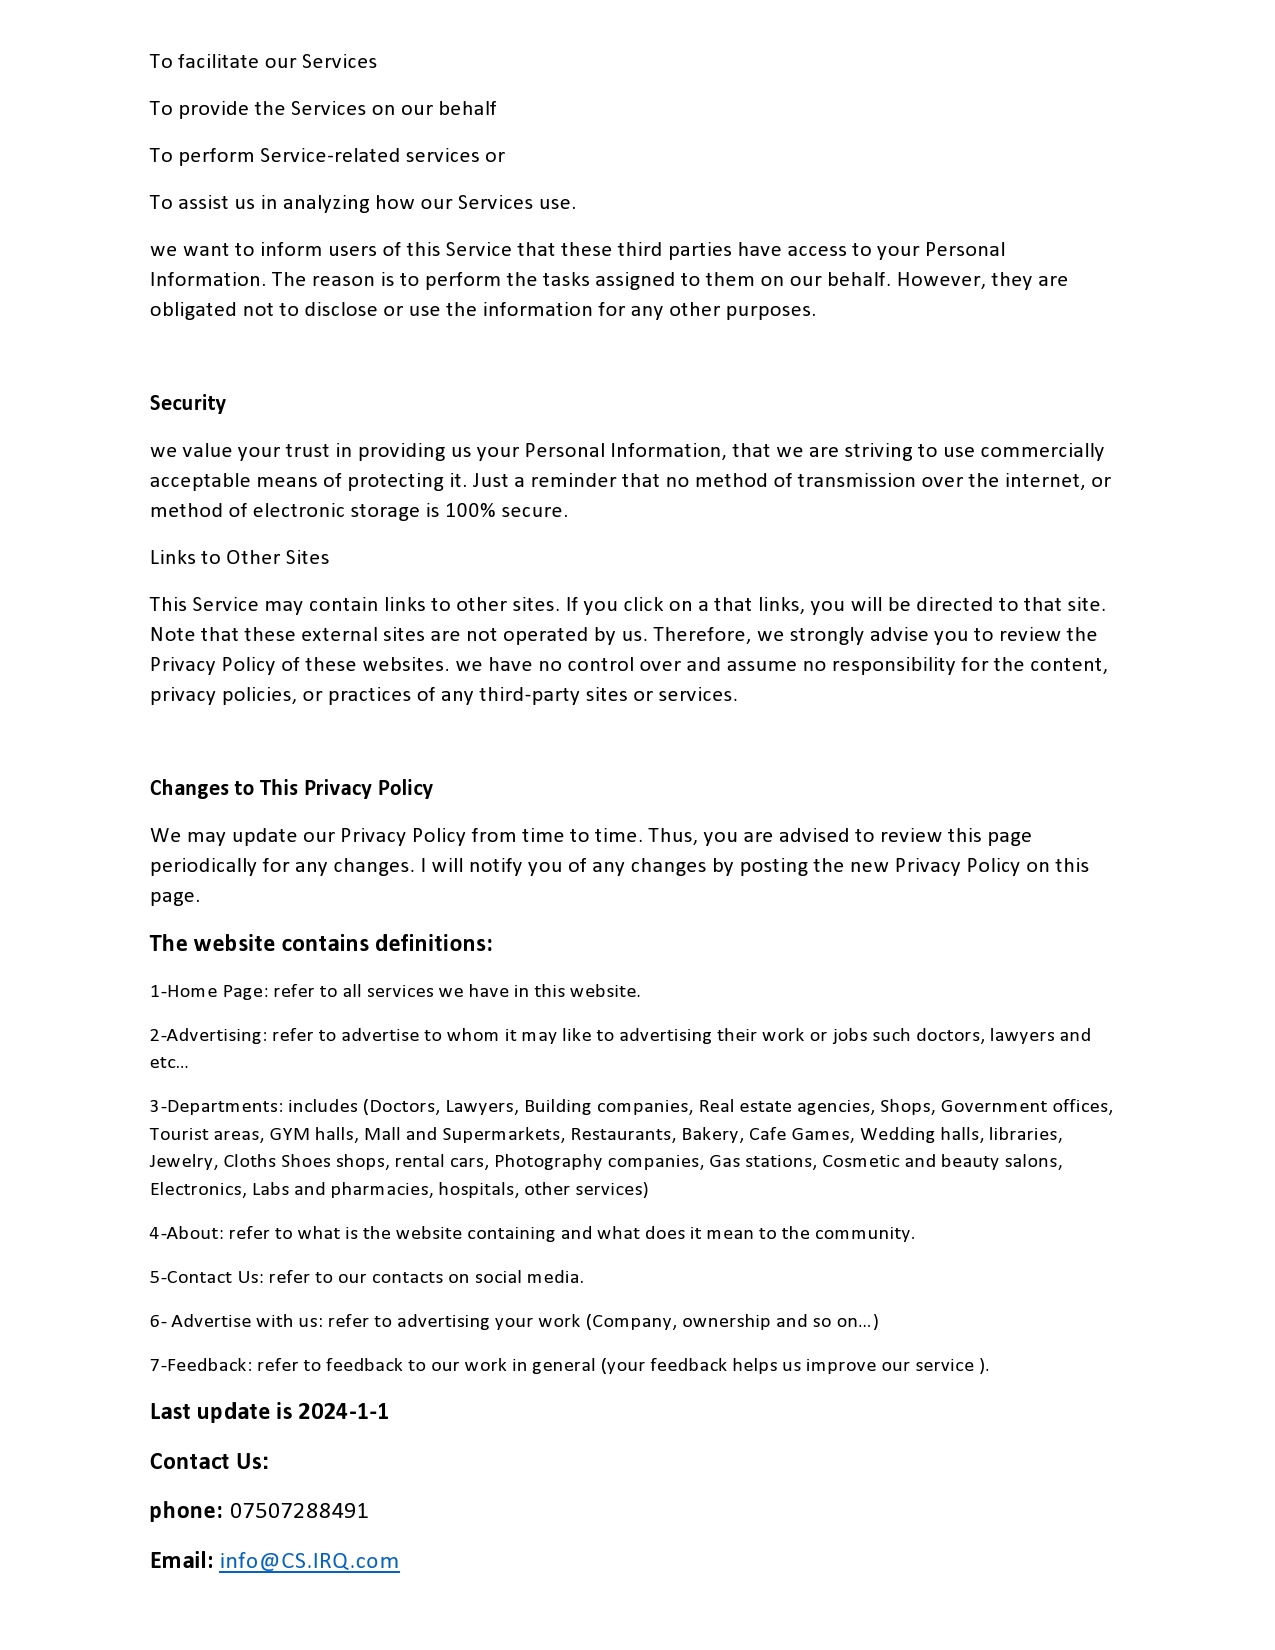 To facilitate our Services
To provide the Services on our behalf
To perform Service-related services or
To assist us in analyzing how our Services use.
we want to inform users of this Service that these third parties have access to your Personal
Information. The reason is to perform the tasks assigned to them on our behalf. However, they are
obligated not to disclose or use the information for any other purposes.
Security
we value your trust in providing us your Personal Information, that we are striving to use commercially
acceptable means of protecting it. Just a reminder that no method of transmission over the internet, or
method of electronic storage is 100% secure.
Links to Other Sites
This Service may contain links to other sites. If you click on a that links, you will be directed to that site.
Note that these external sites are not operated by us. Therefore, we strongly advise you to review the
Privacy Policy of these websites. we have no control over and assume no responsibility for the content,
privacy policies, or practices of any third-party sites or services.
Changes to This Privacy Policy
We may update our Privacy Policy from time to time. Thus, you are advised to review this page
periodically for any changes. I will notify you of any changes by posting the new Privacy Policy on this
page.
The website contains definitions:
1-Home Page: refer to all services we have in this website.
2-Advertising: refer to advertise to whom it may like to advertising their work or jobs such doctors, lawyers and
etc…
3-Departments: includes (Doctors, Lawyers, Building companies, Real estate agencies, Shops, Government offices,
Tourist areas, GYM halls, Mall and Supermarkets, Restaurants, Bakery, Cafe Games, Wedding halls, libraries,
Jewelry, Cloths Shoes shops, rental cars, Photography companies, Gas stations, Cosmetic and beauty salons,
Electronics, Labs and pharmacies, hospitals, other services)
4-About: refer to what is the website containing and what does it mean to the community.
5-Contact Us: refer to our contacts on social media.
6- Advertise with us: refer to advertising your work (Company, ownership and so on…)
7-Feedback: refer to feedback to our work in general (your feedback helps us improve our service ).
Last update is 2024-1-1
Contact Us:
phone: 07507288491
Email: info@CS.IRQ.com